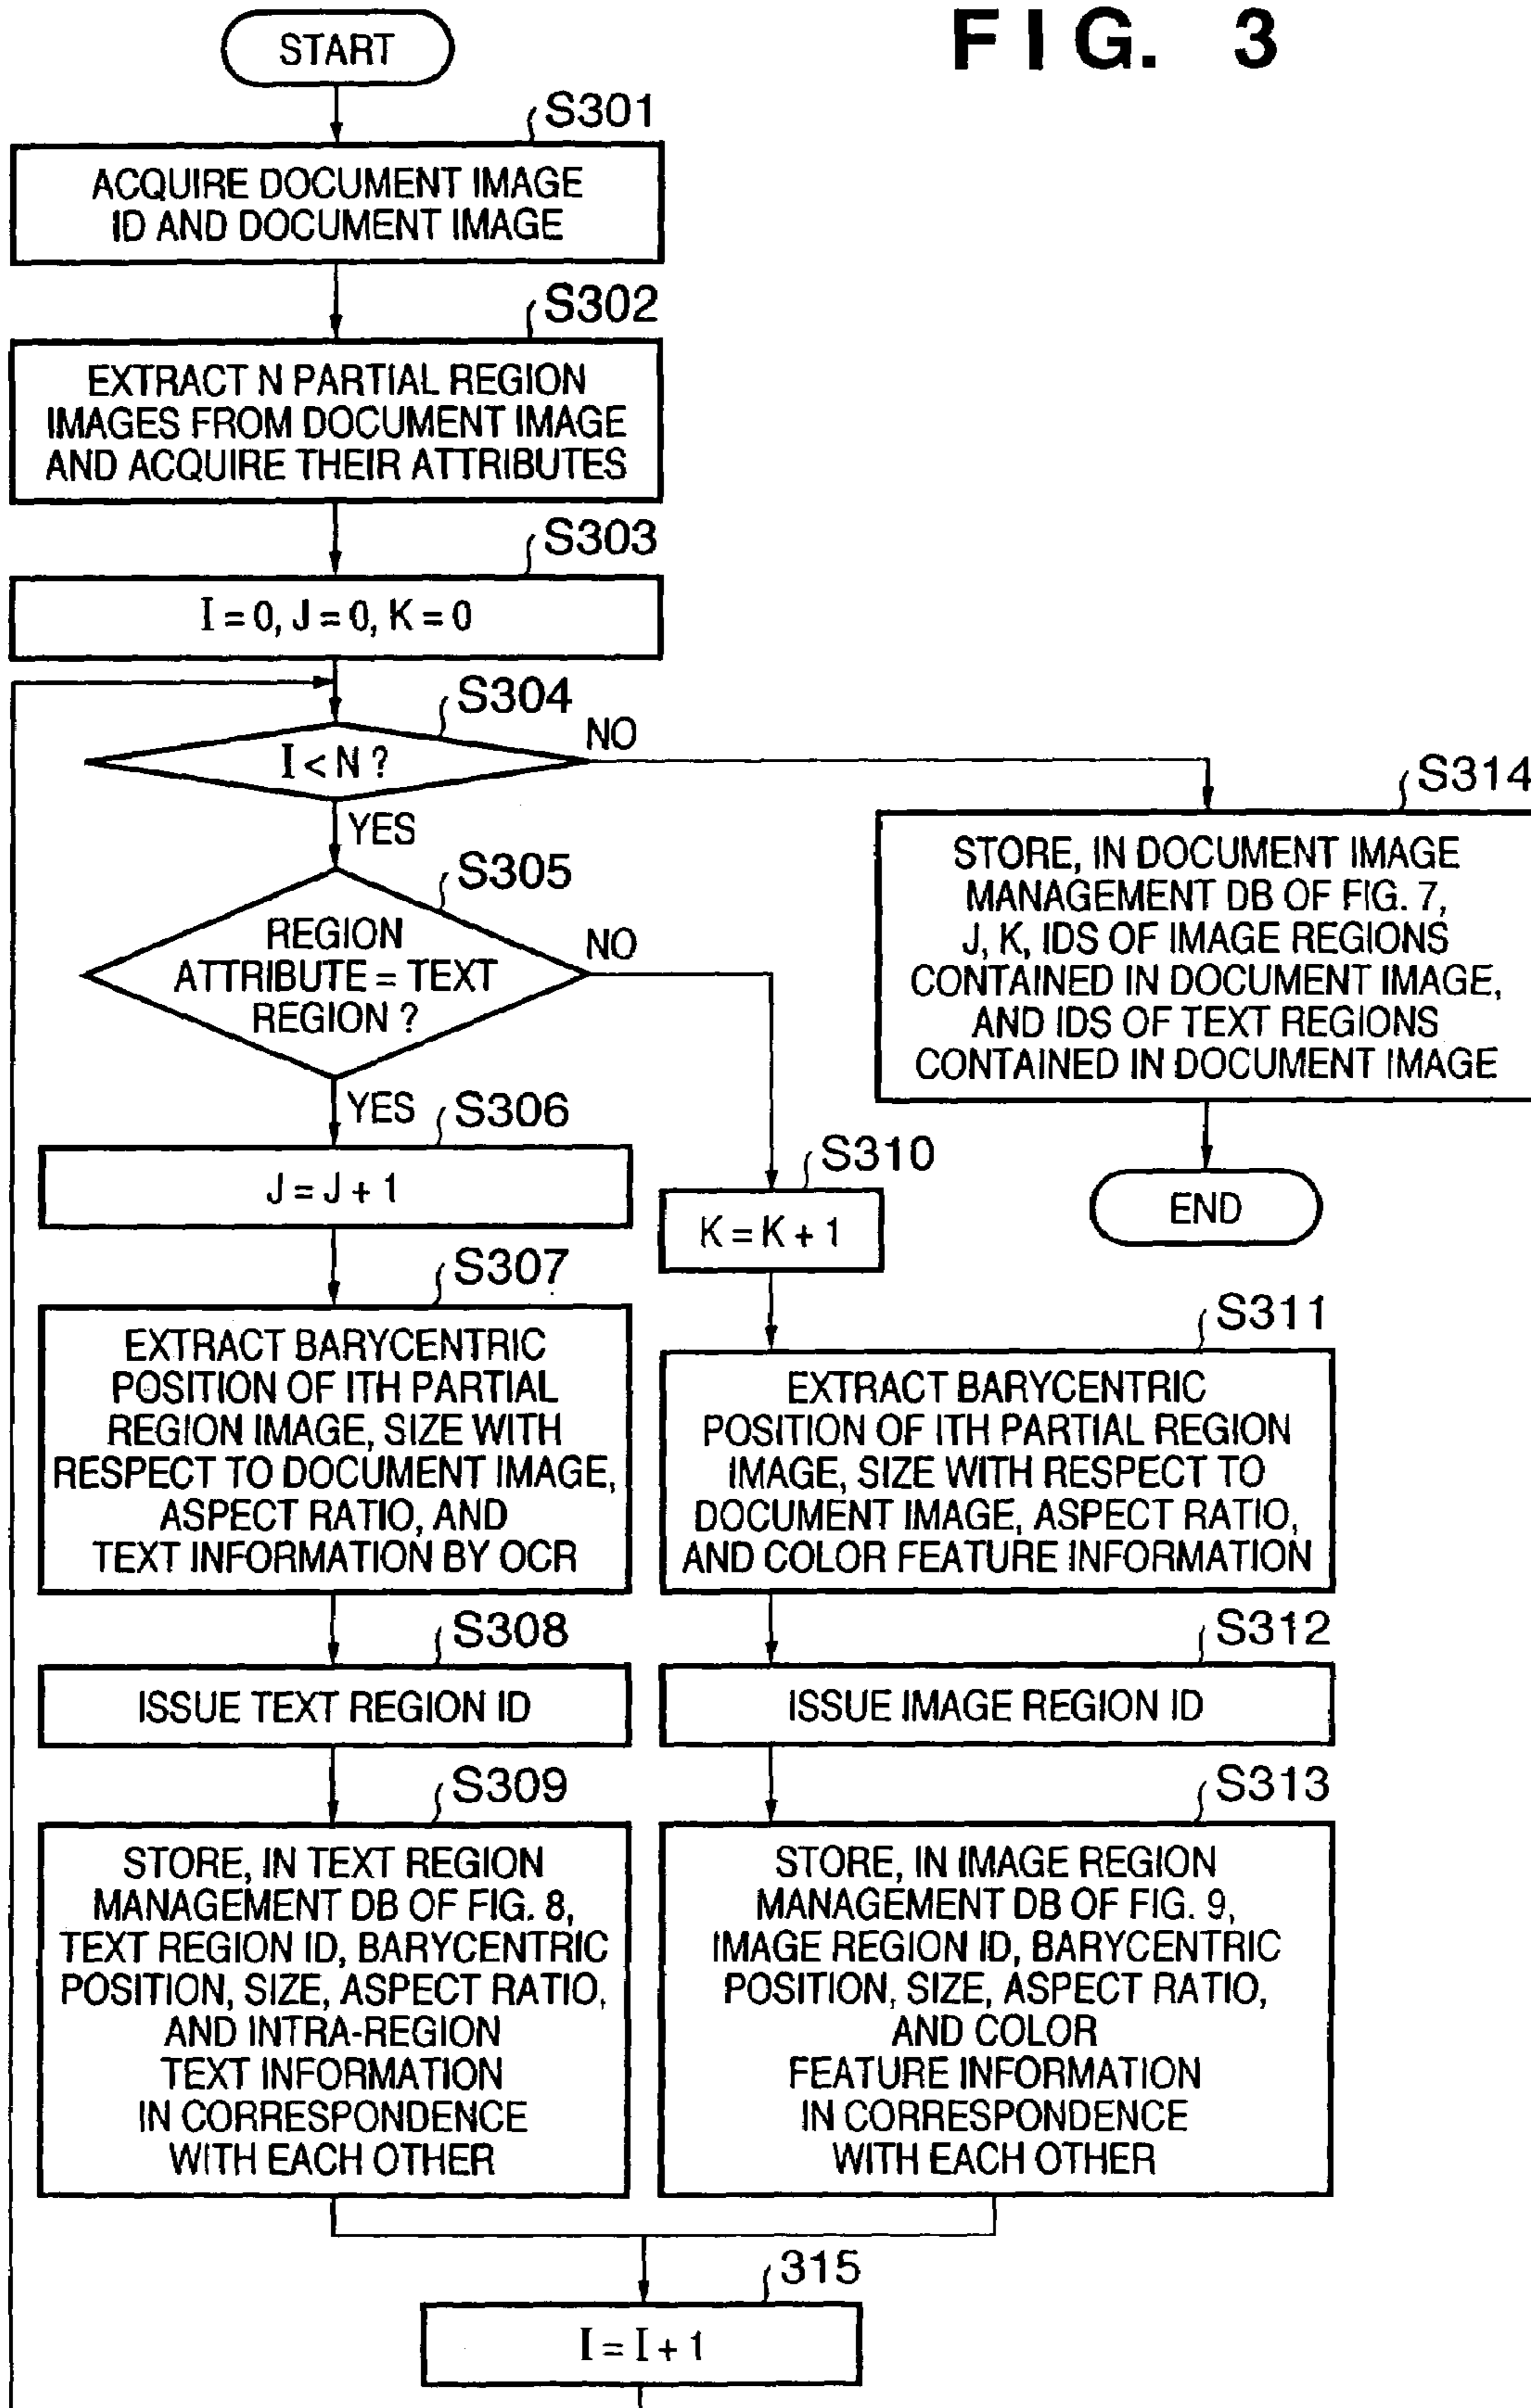 FIG. 3
START
S301
ACQUIRE DOCUMENT IMAGE
ID AND DOCUMENT IMAGE
S302
EXTRACT N PARTIAL REGION
IMAGES FROM DOCUMENT IMAGE
AND ACQUIRE THEIR ATTRIBUTES
S303
I = 0, J = 0, K = 0
S304
I < N ?
NO
YES
S305
REGION
ATTRIBUTE = TEXT
REGION ?
NO
YES
S314
STORE, IN DOCUMENT IMAGE
MANAGEMENT DB OF FIG. 7,
J, K, IDS OF IMAGE REGIONS
CONTAINED IN DOCUMENT IMAGE,
AND IDS OF TEXT REGIONS
CONTAINED IN DOCUMENT IMAGE
END
S306
J = J + 1
S310
K = K + 1
S307
EXTRACT BARYCENTRIC
POSITION OF ITH PARTIAL
REGION IMAGE, SIZE WITH
RESPECT TO DOCUMENT IMAGE,
ASPECT RATIO, AND
TEXT INFORMATION BY OCR
S311
EXTRACT BARYCENTRIC
POSITION OF ITH PARTIAL REGION
IMAGE, SIZE WITH RESPECT TO
DOCUMENT IMAGE, ASPECT RATIO,
AND COLOR FEATURE INFORMATION
S308
ISSUE TEXT REGION ID
S312
ISSUE IMAGE REGION ID
S309
STORE, IN TEXT REGION
MANAGEMENT DB OF FIG. 8,
TEXT REGION ID, BARYCENTRIC
POSITION, SIZE, ASPECT RATIO,
AND INTRA-REGION
TEXT INFORMATION
IN CORRESPONDENCE
WITH EACH OTHER
S313
STORE, IN IMAGE REGION
MANAGEMENT DB OF FIG. 9,
IMAGE REGION ID, BARYCENTRIC
POSITION, SIZE, ASPECT RATIO,
AND COLOR
FEATURE INFORMATION
IN CORRESPONDENCE
WITH EACH OTHER
315
I = I + 1